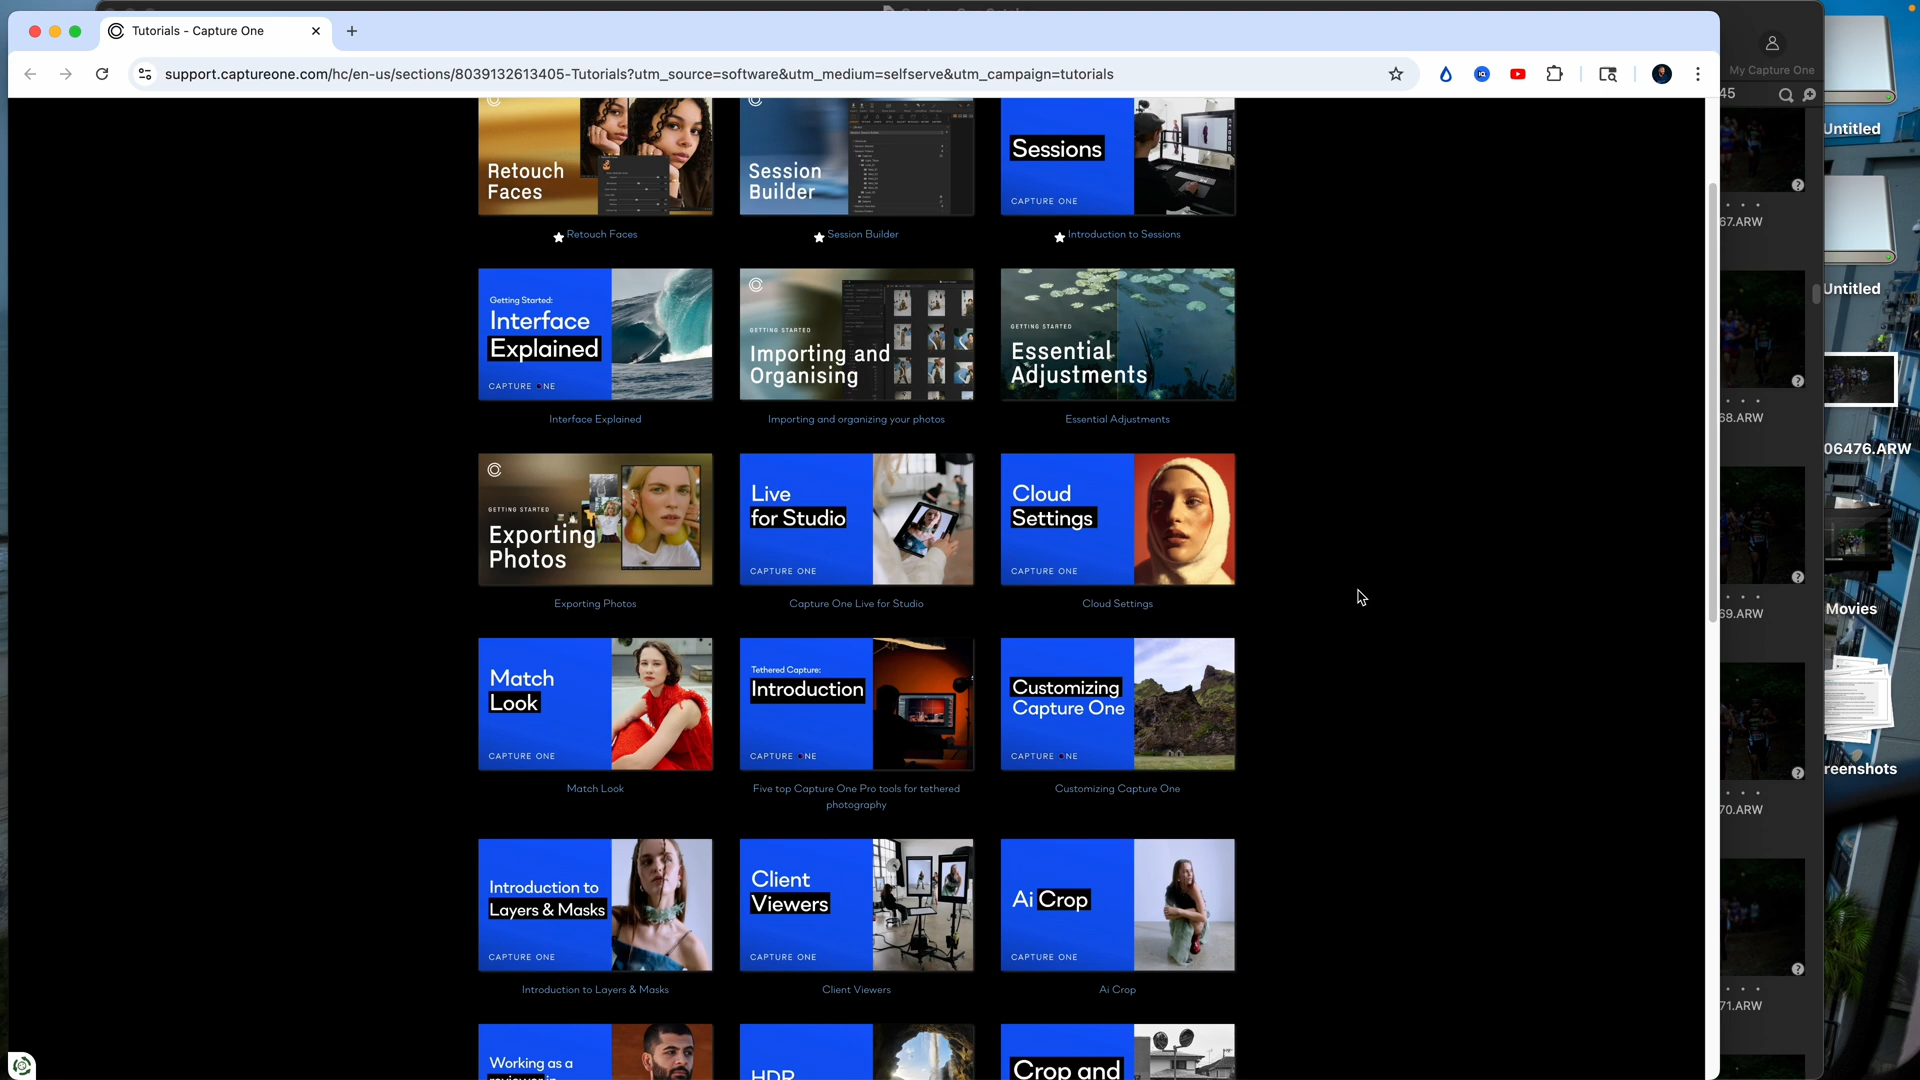 Tutorials - Capture One
support.captureone.com/hc/en-us/sections/8039132613405-Tutorials?utm_source=software&utm_medium=selfserve&utm_campaign=tutorials
My Capture One
45
Retouch
Faces
Session
Builder
Sessions
CAPTURE ONE
Retouch Faces
Session Builder
Introduction to Sessions
Getting Started:
Interface
Explained
CAPTURE ONE
GETTING STARTED
Importing and
Organising
GETTING STARTED
Essential
Adjustments
Interface Explained
Importing and organizing your photos
Essential Adjustments
GETTING STARTED
Exporting
Photos
Live
for Studio
CAPTURE ONE
Cloud
Settings
CAPTURE ONE
Exporting Photos
Capture One Live for Studio
Cloud Settings
Match
Look
CAPTURE ONE
Tethered Capture:
Introduction
CAPTURE ONE
Customizing
Capture One
CAPTURE ONE
Match Look
Five top Capture One Pro tools for tethered
photography
Customizing Capture One
Introduction to
Layers & Masks
CAPTURE ONE
Client
Viewers
CAPTURE ONE
Ai Crop
CAPTURE ONE
Introduction to Layers & Masks
Client Viewers
Ai Crop
Working as a
HDR
Crop and
67.ARW
68.ARW
69.ARW
70.ARW
71.ARW
Untitled
Untitled
06476.ARW
Movies
reenshots